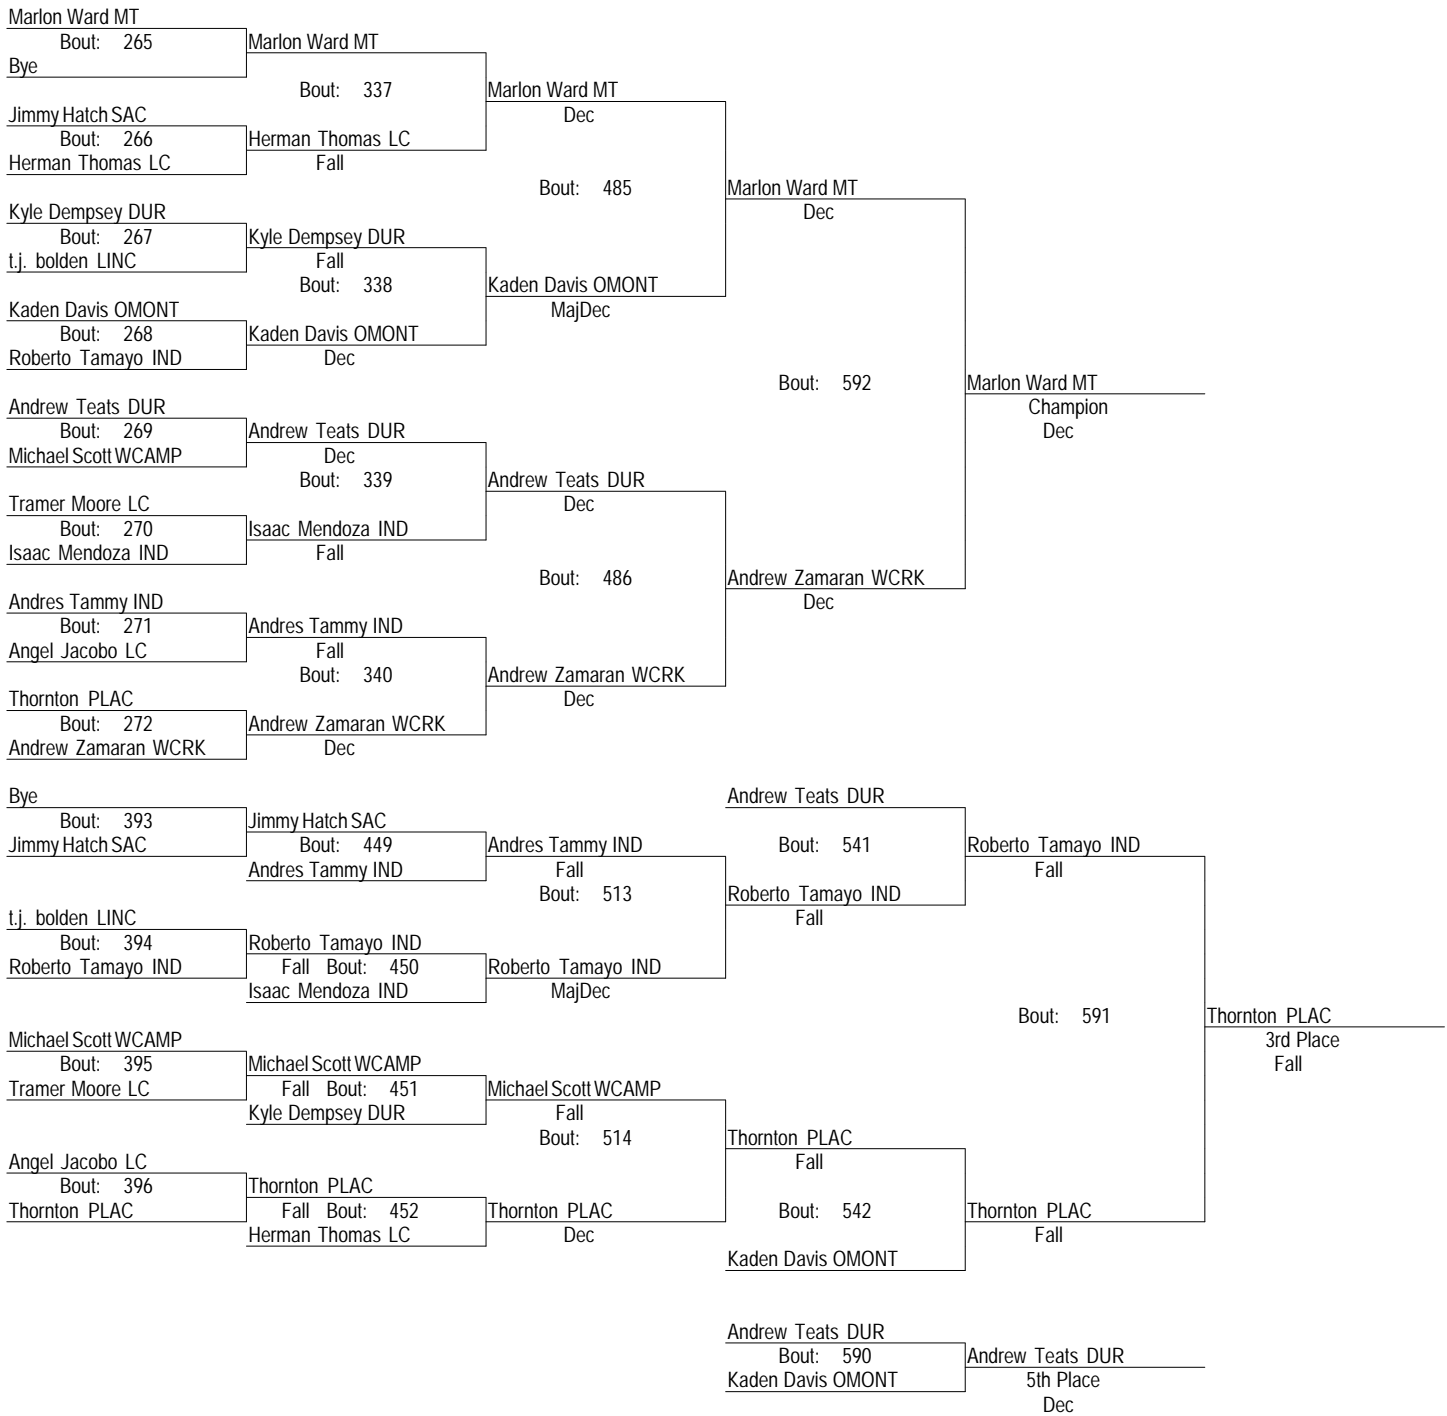 Marlon Ward MT
Bout: 265
Marlon Ward MT
Bye
Bout: 337
Marlon Ward MT
Jimmy Hatch SAC
Dec
Bout: 266
Herman Thomas LC
Herman Thomas LC
Fall
Bout: 485
Marlon Ward MT
Kyle Dempsey DUR
Dec
Bout: 267
Kyle Dempsey DUR
t.j. bolden LINC
Fall
Bout: 338
Kaden Davis OMONT
Kaden Davis OMONT
MajDec
Bout: 268
Kaden Davis OMONT
Roberto Tamayo IND
Dec
Bout: 592
Marlon Ward MT
Andrew Teats DUR
Champion
Bout: 269
Andrew Teats DUR
Dec
Michael Scott WCAMP
Dec
Bout: 339
Andrew Teats DUR
Tramer Moore LC
Dec
Bout: 270
Isaac Mendoza IND
Isaac Mendoza IND
Fall
Bout: 486
Andrew Zamaran WCRK
Andres Tammy IND
Dec
Bout: 271
Andres Tammy IND
Angel Jacobo LC
Fall
Bout: 340
Andrew Zamaran WCRK
Thornton PLAC
Dec
Bout: 272
Andrew Zamaran WCRK
Andrew Zamaran WCRK
Dec
Bye
Andrew Teats DUR
Bout: 393
Jimmy Hatch SAC
Jimmy Hatch SAC
Bout: 449
Andres Tammy IND
Bout: 541
Roberto Tamayo IND
Andres Tammy IND
Fall
Fall
Bout: 513
Roberto Tamayo IND
t.j. bolden LINC
Fall
Bout: 394
Roberto Tamayo IND
Roberto Tamayo IND
Fall Bout: 450
Roberto Tamayo IND
Isaac Mendoza IND
MajDec
Bout: 591
Thornton PLAC
Michael Scott WCAMP
3rd Place
Bout: 395
Michael Scott WCAMP
Fall
Tramer Moore LC
Fall Bout: 451
Michael Scott WCAMP
Kyle Dempsey DUR
Fall
Bout: 514
Thornton PLAC
Angel Jacobo LC
Fall
Bout: 396
Thornton PLAC
Thornton PLAC
Fall Bout: 452
Thornton PLAC
Bout: 542
Thornton PLAC
Herman Thomas LC
Dec
Fall
Kaden Davis OMONT
Andrew Teats DUR
Bout: 590
Andrew Teats DUR
Kaden Davis OMONT
5th Place
Dec